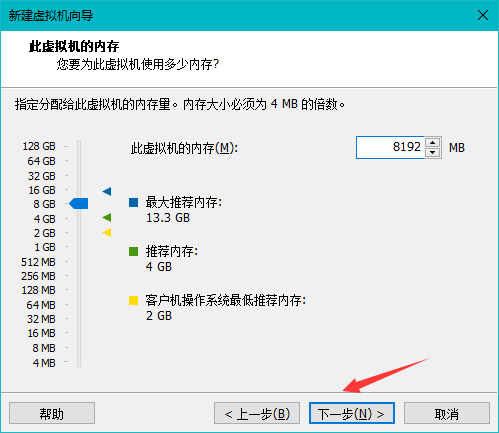 新建虚拟机向导
此虚拟机的内存
您要为此虚拟机使用多少内存?
指定分配给此虚拟机的内存量。内存大小必须为 4 MB 的倍数。
此虚拟机的内存(M):
8192
MB
128 GB
64 GB
32 GB
16 GB
8 GB
4 GB
2 GB
1 GB
512 MB
256 MB
128 MB
64 MB
32 MB
16 MB
8 MB
4 MB
最大推荐内存:
13.3 GB
推荐内存:
4 GB
客户机操作系统最低推荐内存:
2 GB
帮助
< 上一步(B)
下一步(N) >
取消